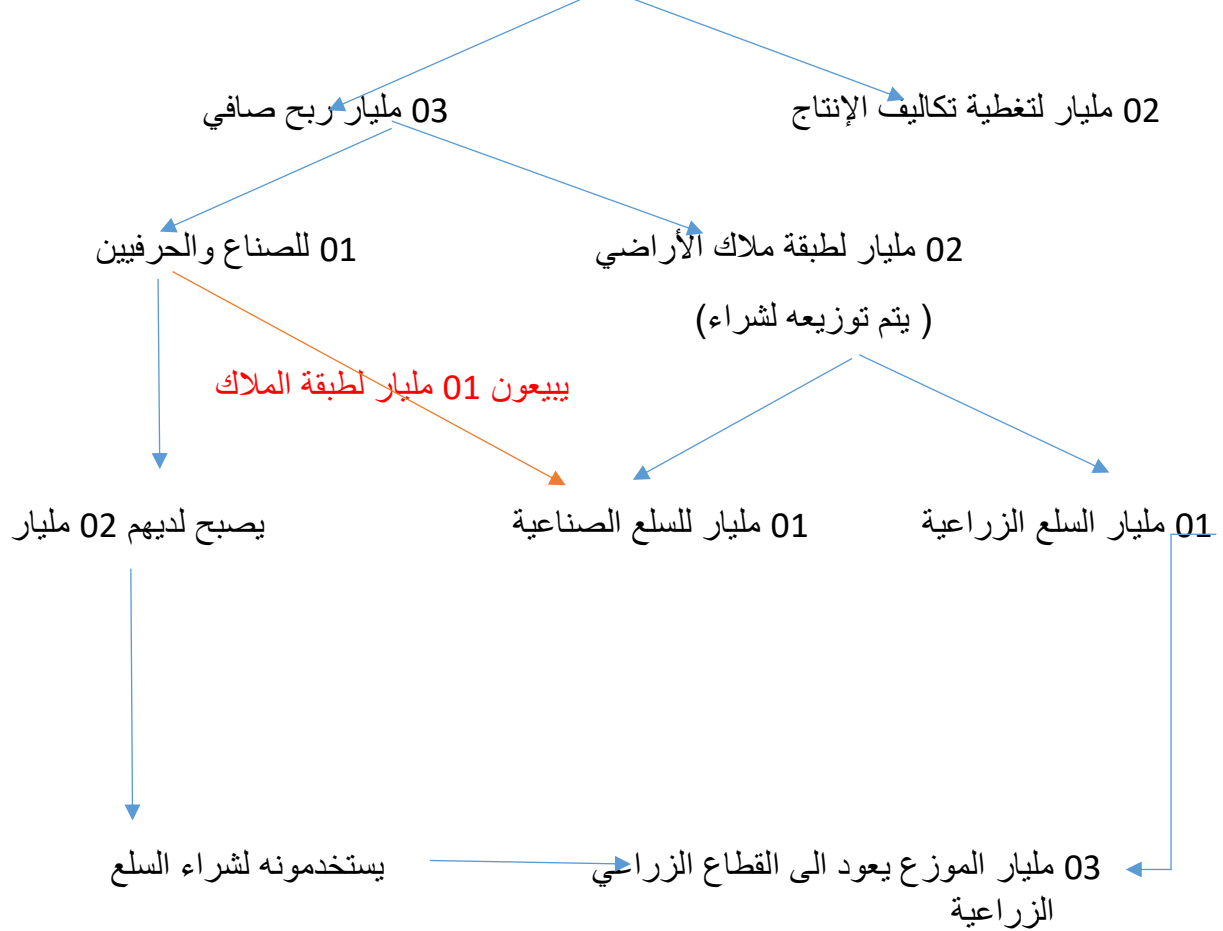 02 مليار لتغطية تكاليف الإنتاج
03 مليار ربح صافي
02 مليار لطبقة ملاك الأراضي
01 للصناع والحرفيين
( يتم توزيعه لشراء)
يبيعون 01 مليار لطبقة الملاك
01 مليار السلع الزراعية
01 مليار للسلع الصناعية
يصبح لديهم 02 مليار
03 مليار الموزع يعود الى القطاع الزراعي
يستخدمونه لشراء السلع
الزراعية